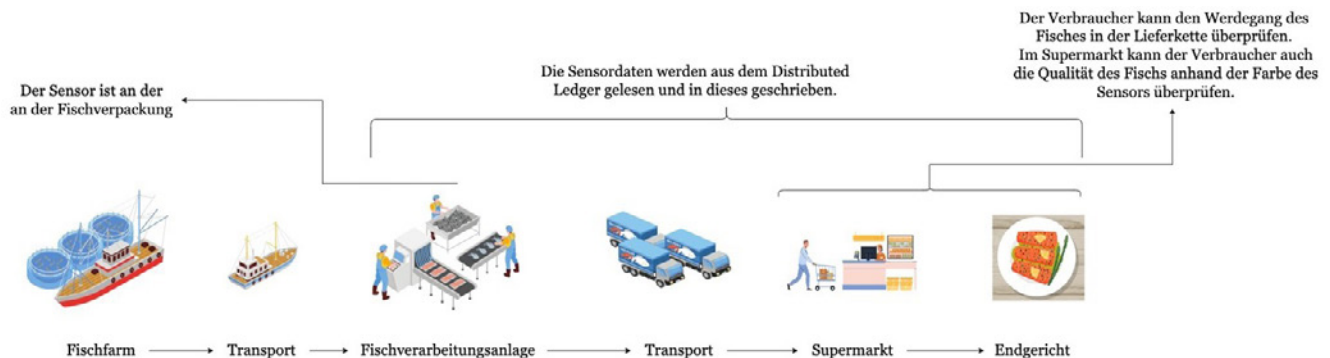 Der Verbraucher kann den Werdegang des
Fisches in der Lieferkette überprüfen.
Im Supermarkt kann der Verbraucher auch
die Qualität des Fischs anhand der Farbe des
Sensors überprüfen.
Die Sensordaten werden aus dem Distributed
Ledger gelesen und in dieses geschrieben.
Der Sensor ist an der
an der Fischverpackung
Fischfarm
Transport
Fischverarbeitungsanlage
Transport
Supermarkt
Endgericht